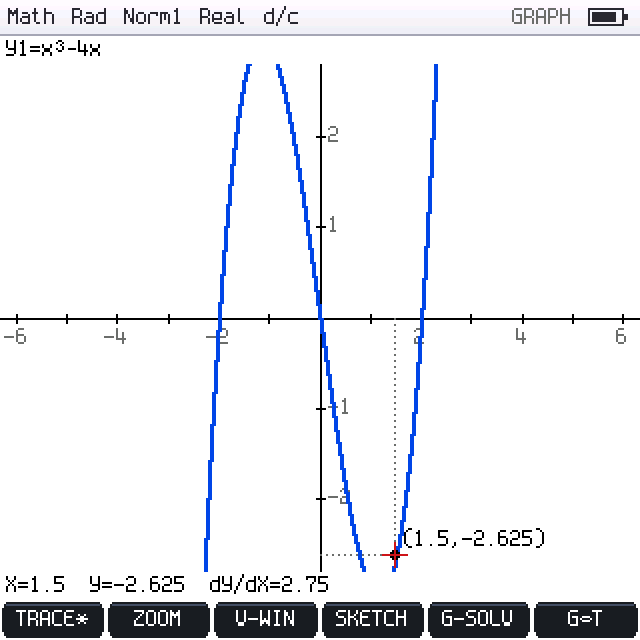 Math Rad Norm1 Real d/c GRAPH
Y1=x³-4x
2
1
-6 -4 -2 2 4 6
-1
-2
(1.5,-2.625)
X=1.5 Y=-2.625 dY/dX=2.75
TRACE* ZOOM V-WIN SKETCH G-SOLV G⇔T